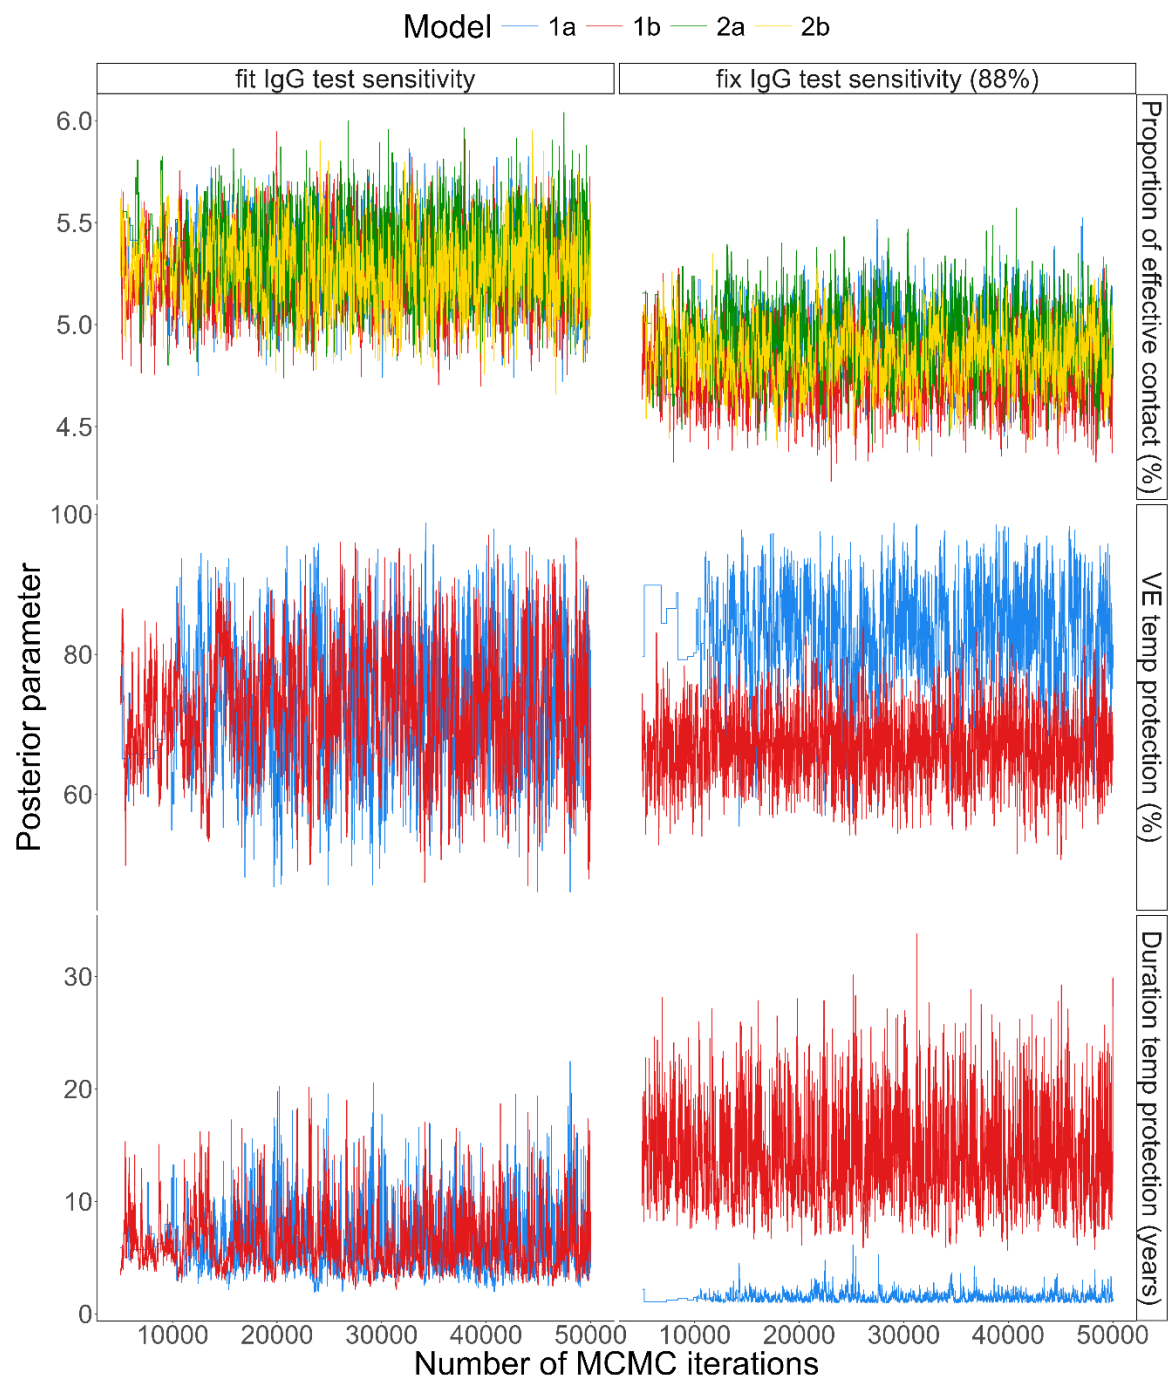 Model 1a 1b 2a 2b
fit IgG test sensitivity
fix IgG test sensitivity (88%)
Proportion of effective contact (%)
6.0
5.5
5.0
4.5
VE temp protection (%)
100
80
60
Posterior parameter
Duration temp protection (years)
30
20
10
0
10000 20000 30000 40000 50000
10000 20000 30000 40000 50000
Number of MCMC iterations